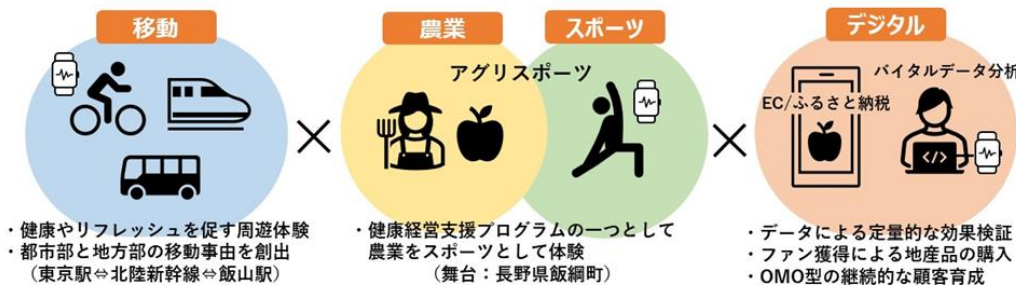 移動
農業
スポーツ
デジタル
アグリスポーツ
バイタルデータ分析
EC/ふるさと納税
</>
×
×
・健康やリフレッシュを促す周遊体験
・都市部と地方部の移動事由を創出
（東京駅⇔北陸新幹線⇔飯山駅）
・健康経営支援プログラムの一つとして
農業をスポーツとして体験
（舞台：長野県飯綱町）
・データによる定量的な効果検証
・ファン獲得による地産品の購入
・OMO型の継続的な顧客育成